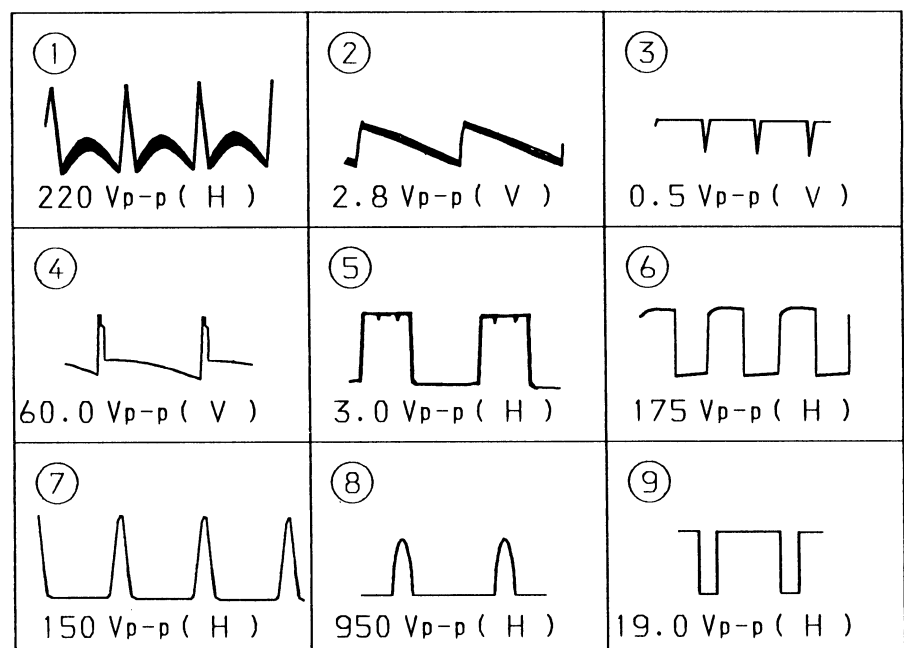 1
220 Vp-p ( H )
2
2.8 Vp-p ( V )
3
0.5 Vp-p ( V )
4
60.0 Vp-p ( V )
5
3.0 Vp-p ( H )
6
175 Vp-p ( H )
7
150 Vp-p ( H )
8
950 Vp-p ( H )
9
19.0 Vp-p ( H )